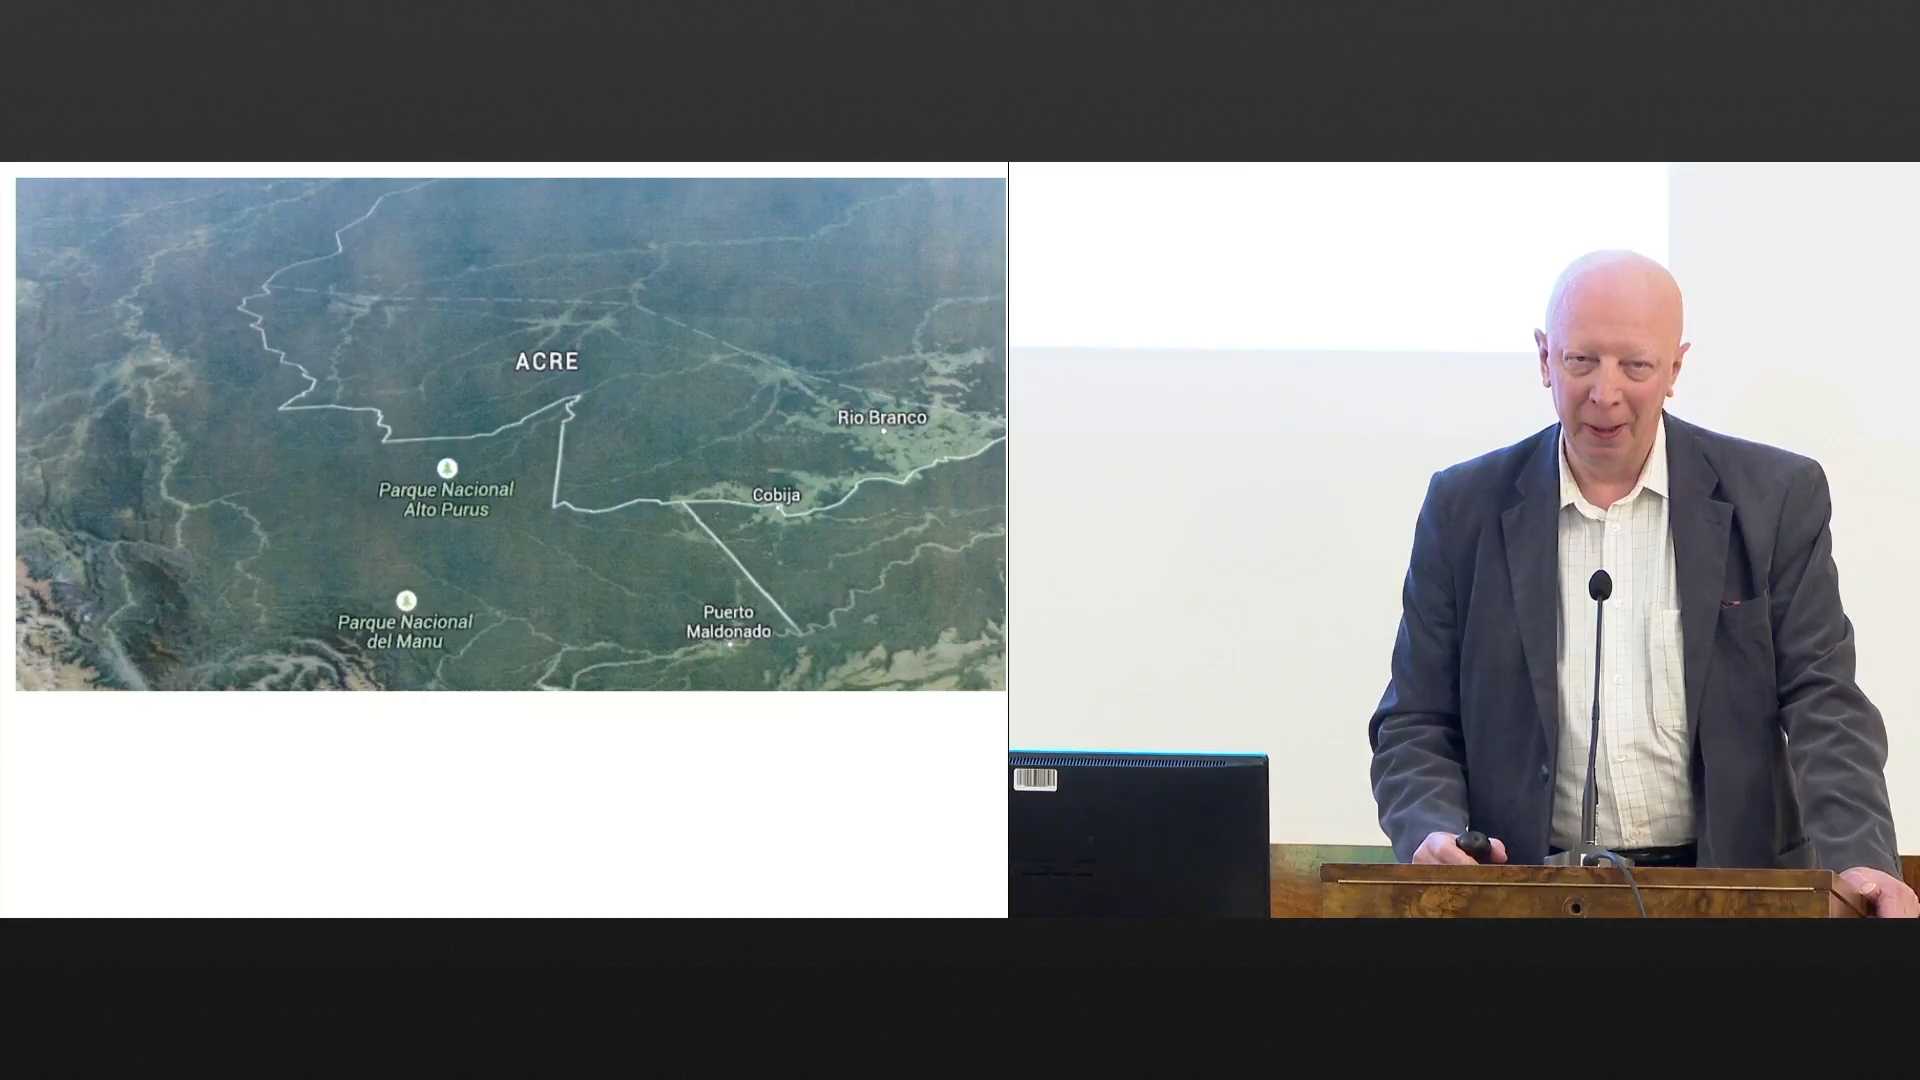 ACRE
Rio Branco
Parque Nacional
Alto Purus
Cobija
Parque Nacional
del Manu
Puerto
Maldonado